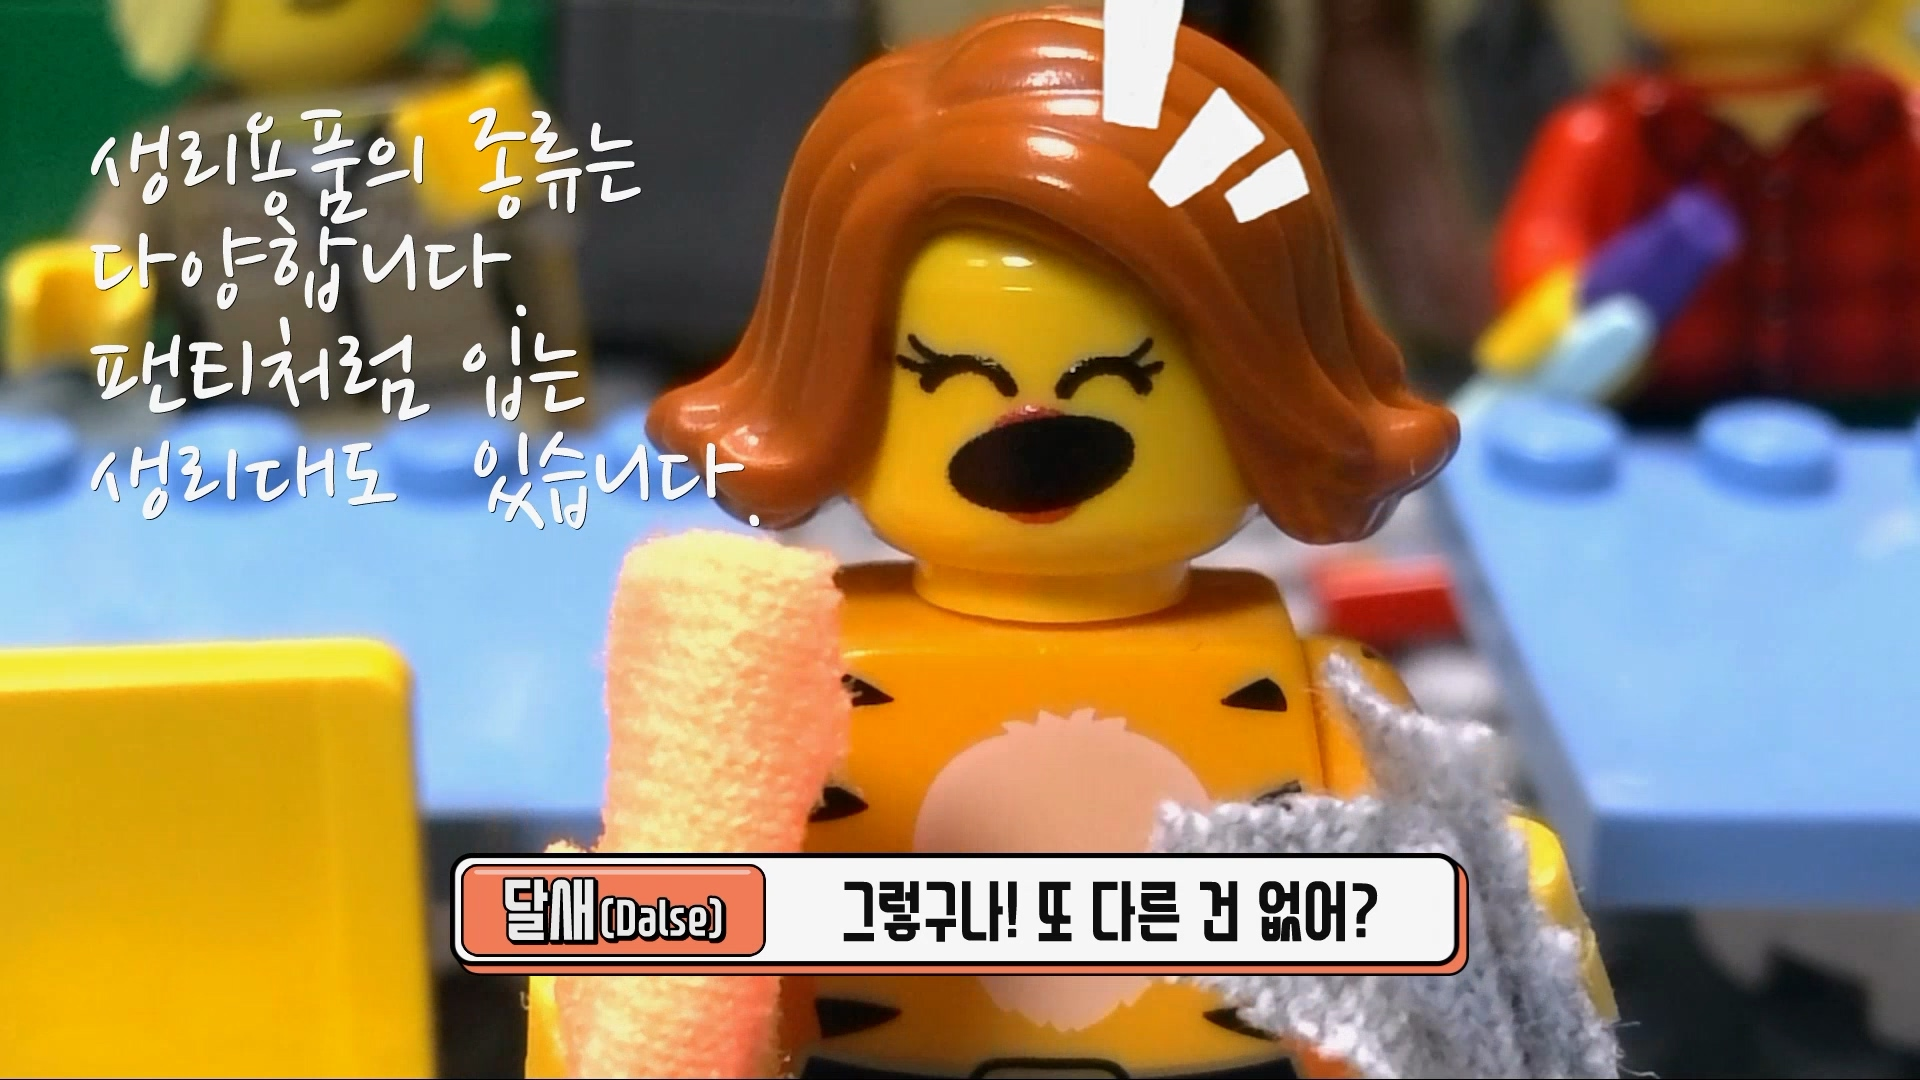 생리용품의 종류는
다양합니다.
팬티처럼 입는
생리대도 있습니다.
달새(Dalse) 그렇구나! 또 다른 건 없어?